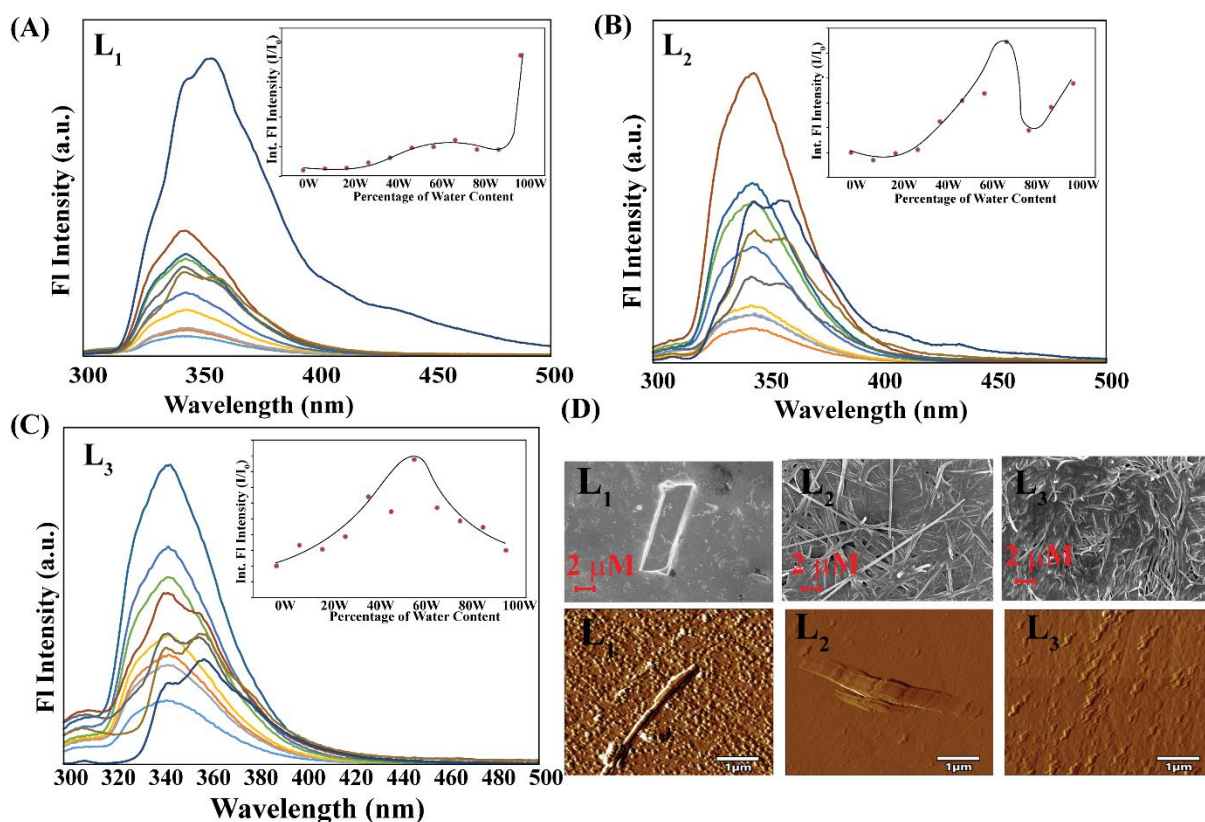 (A)
L1
Fl Intensity (a.u.)
Int. Fl Intensity (I/I0)
0W 20W 40W 60W 80W 100W
Percentage of Water Content
300 350 400 450 500
Wavelength (nm)
(B)
L2
Fl Intensity (a.u.)
Int. Fl Intensity (I/I0)
0W 20W 40W 60W 80W 100W
Percentage of Water Content
300 350 400 450 500
Wavelength (nm)
(C)
L3
Fl Intensity (a.u.)
Int. Fl Intensity (I/I0)
0W 20W 40W 60W 80W 100W
Percentage of Water Content
300 320 340 360 380 400 420 440 460 480 500
Wavelength (nm)
(D)
L1 L2 L3
2 μM 2 μM 2 μM
L1 L2 L3
1μm 1μm 1μm